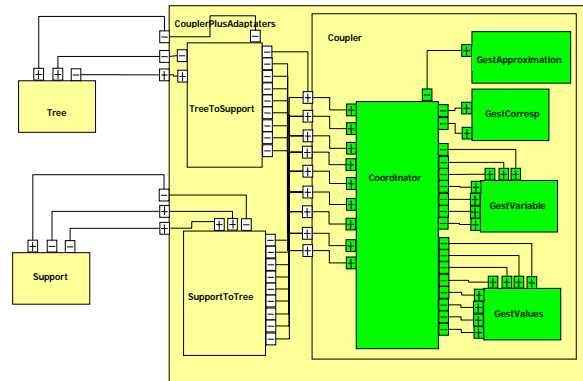 CouplerPlusAdaptaters
Coupler
GestApproximation
Tree
TreeToSupport
GestCorresp
Coordinator
GestVariable
Support
SupportToTree
GestValues